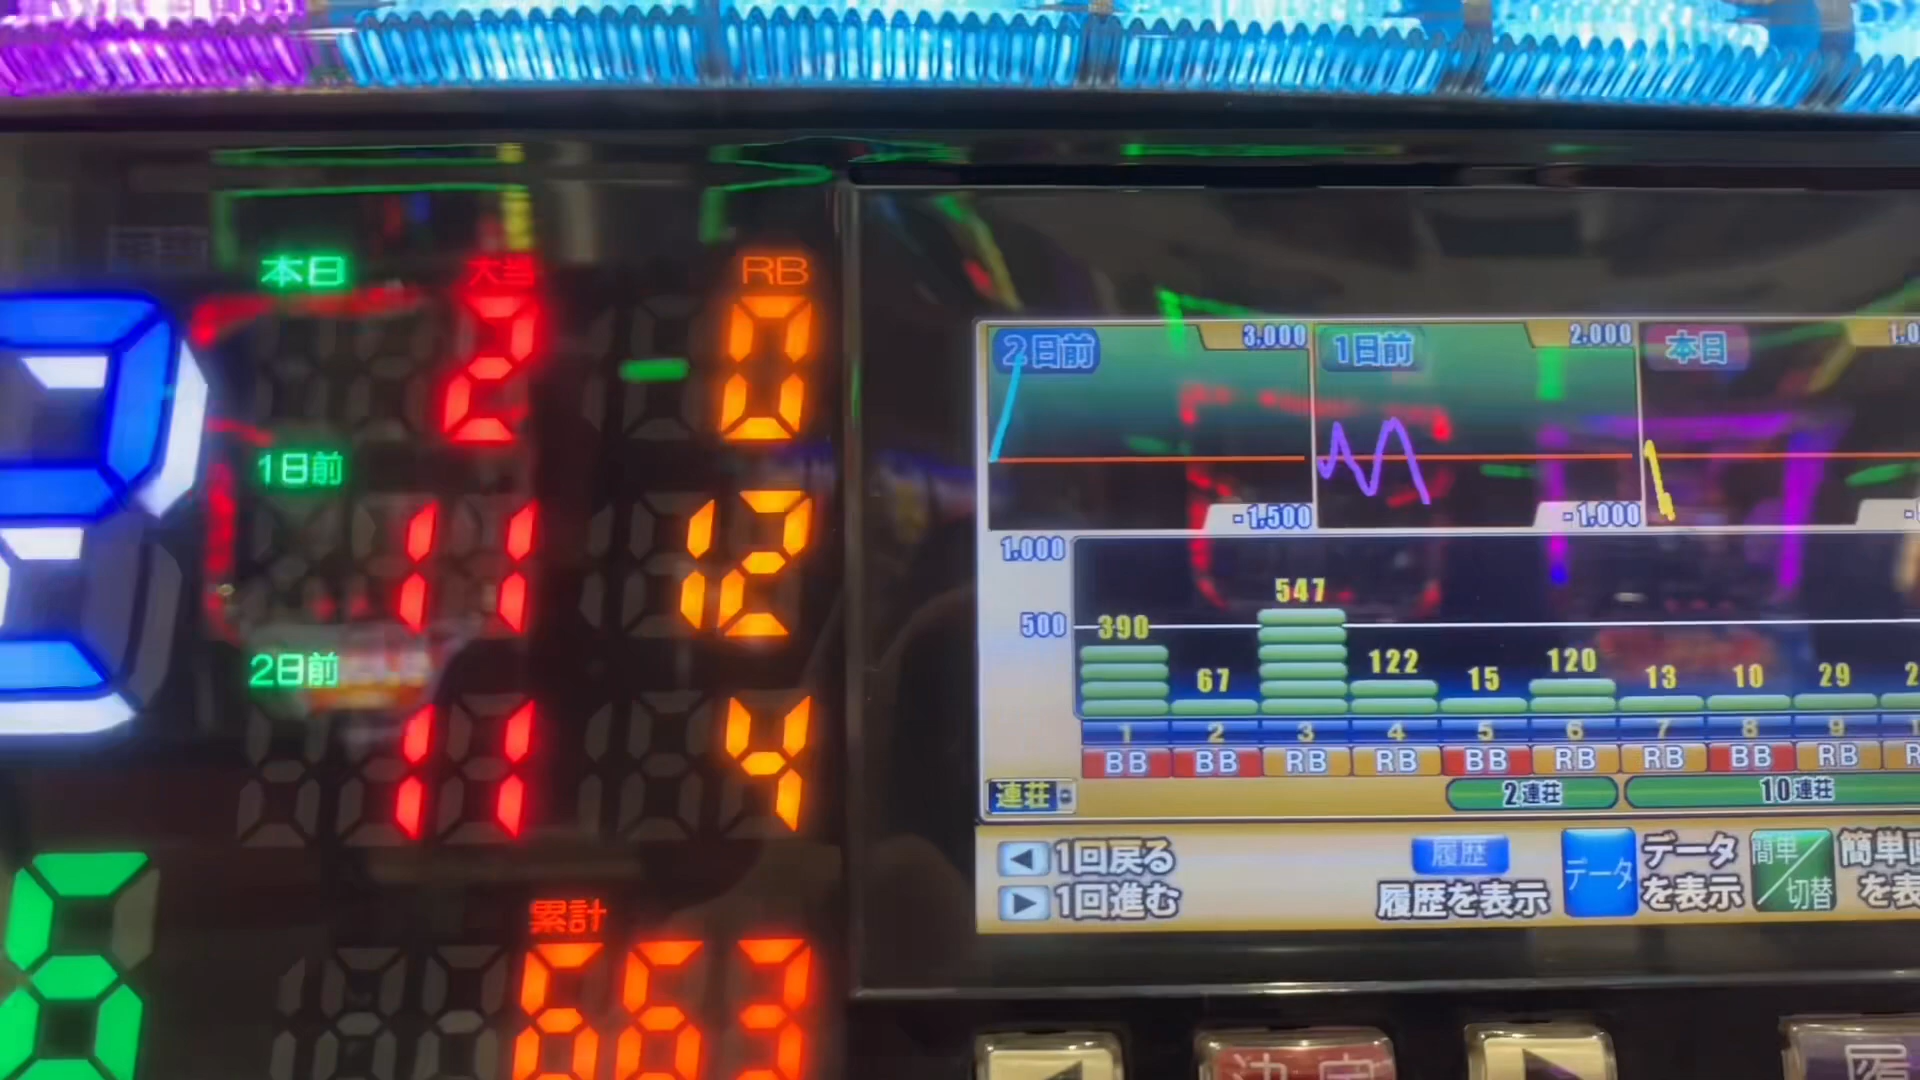 本日 大当 RB
2 0
1日前
11 12
2日前
11 4
累計
663
2日前 3,000 1日前 2,000 本日
-1,500 -1,000
1,000
500
390 67 547 122 15 120 13 10 29
1 2 3 4 5 6 7 8 9
BB BB RB RB BB RB RB BB RB
連荘 2連荘 10連荘
◀ 1回戻る
▶ 1回進む
履歴
履歴を表示
データ
データを表示
簡単/切替
決定